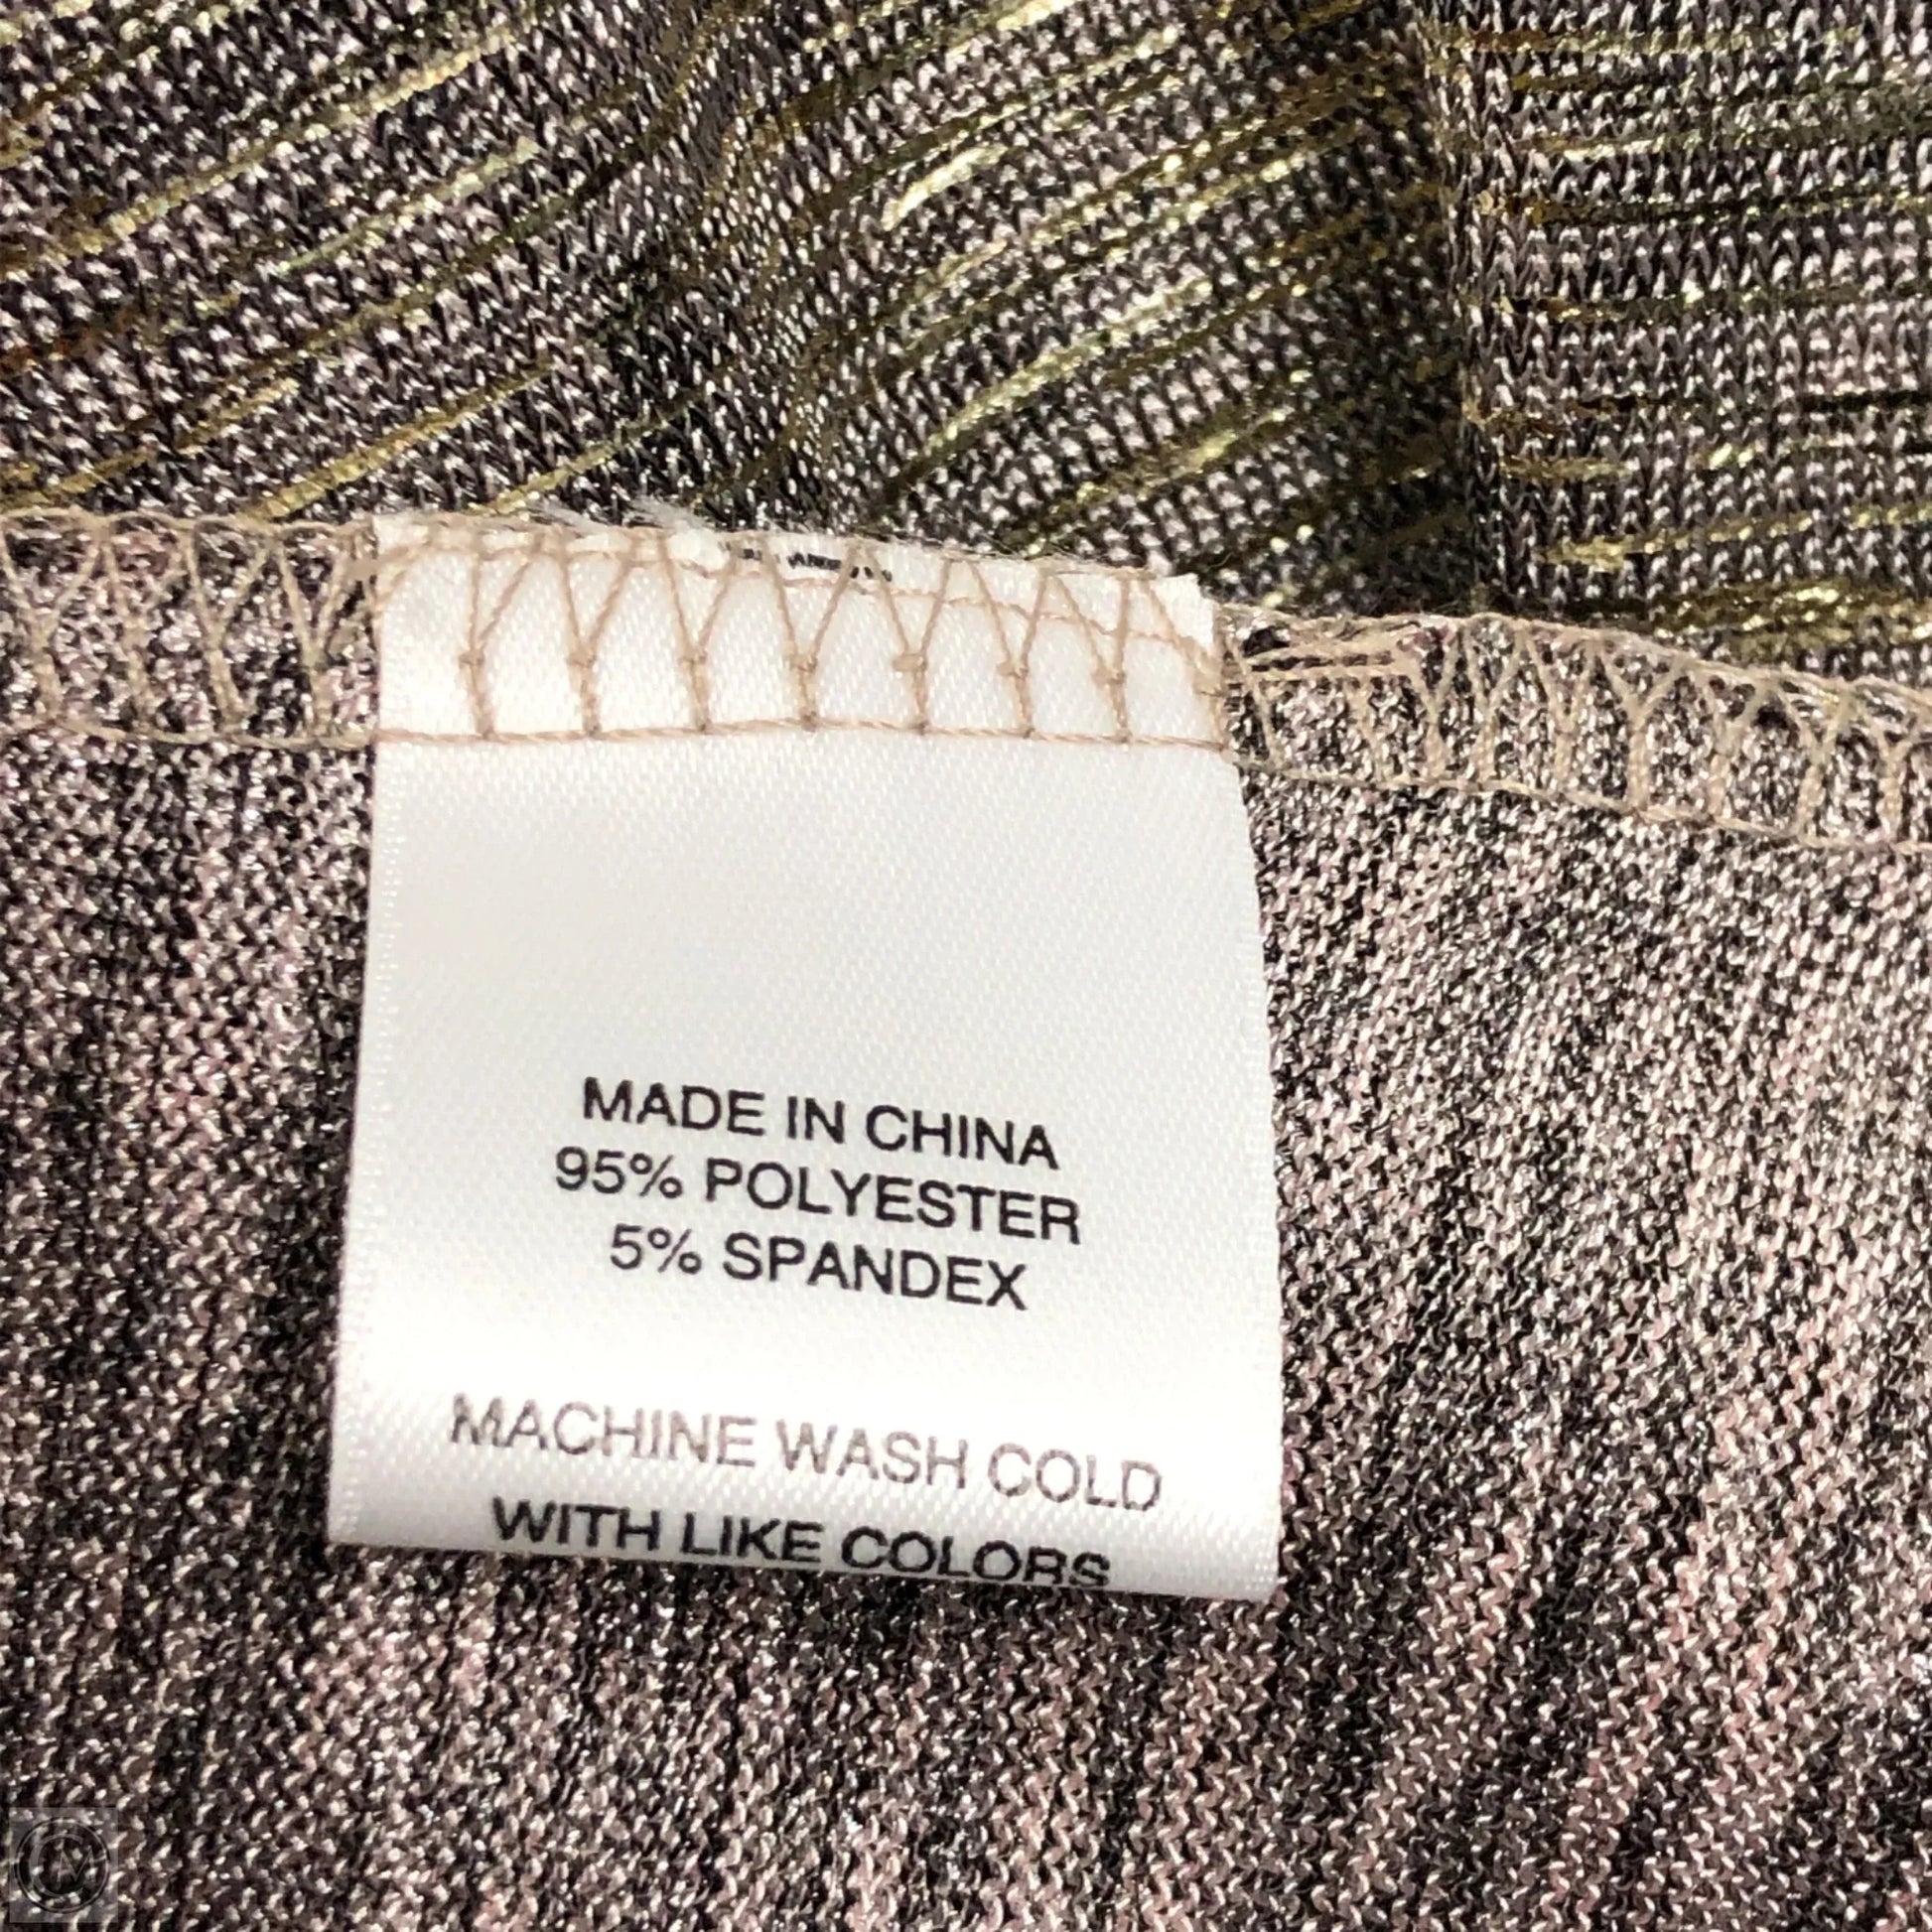 MADE IN CHINA
95% POLYESTER
5% SPANDEX
MACHINE WASH COLD
WITH LIKE COLORS